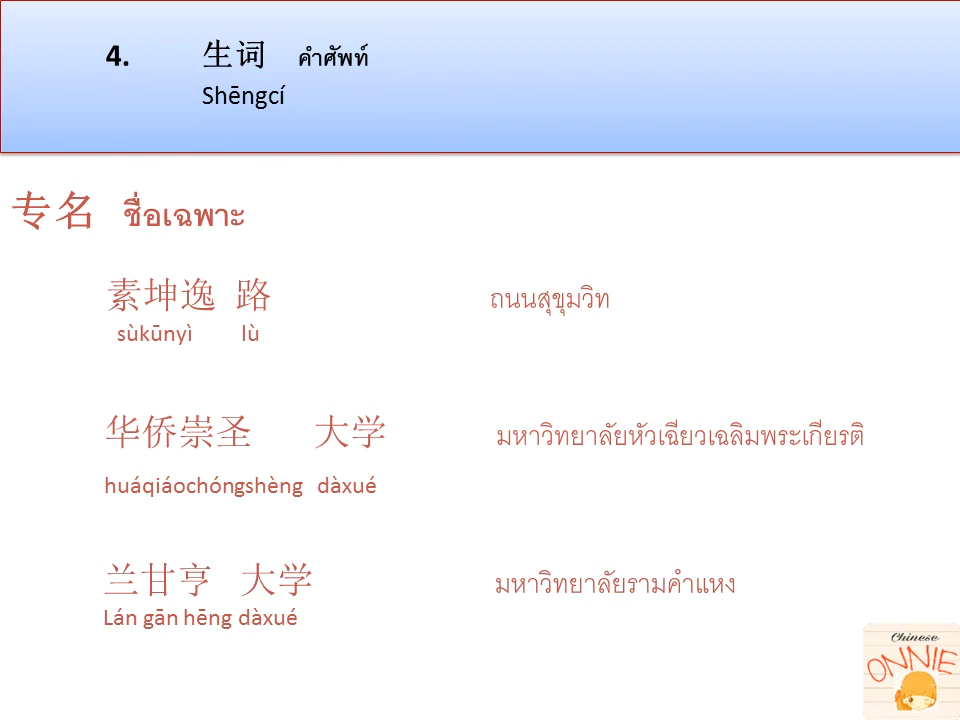 4. 生词 คำศัพท์
Shēngcí
专名 ชื่อเฉพาะ
素坤逸 路 ถนนสุขุมวิท
sùkūnyì lù
华侨崇圣 大学 มหาวิทยาลัยหัวเฉียวเฉลิมพระเกียรติ
huáqiáochóngshèng dàxué
兰甘亨 大学 มหาวิทยาลัยรามคำแหง
Lán gān hēng dàxué
Chinese
ONNIE